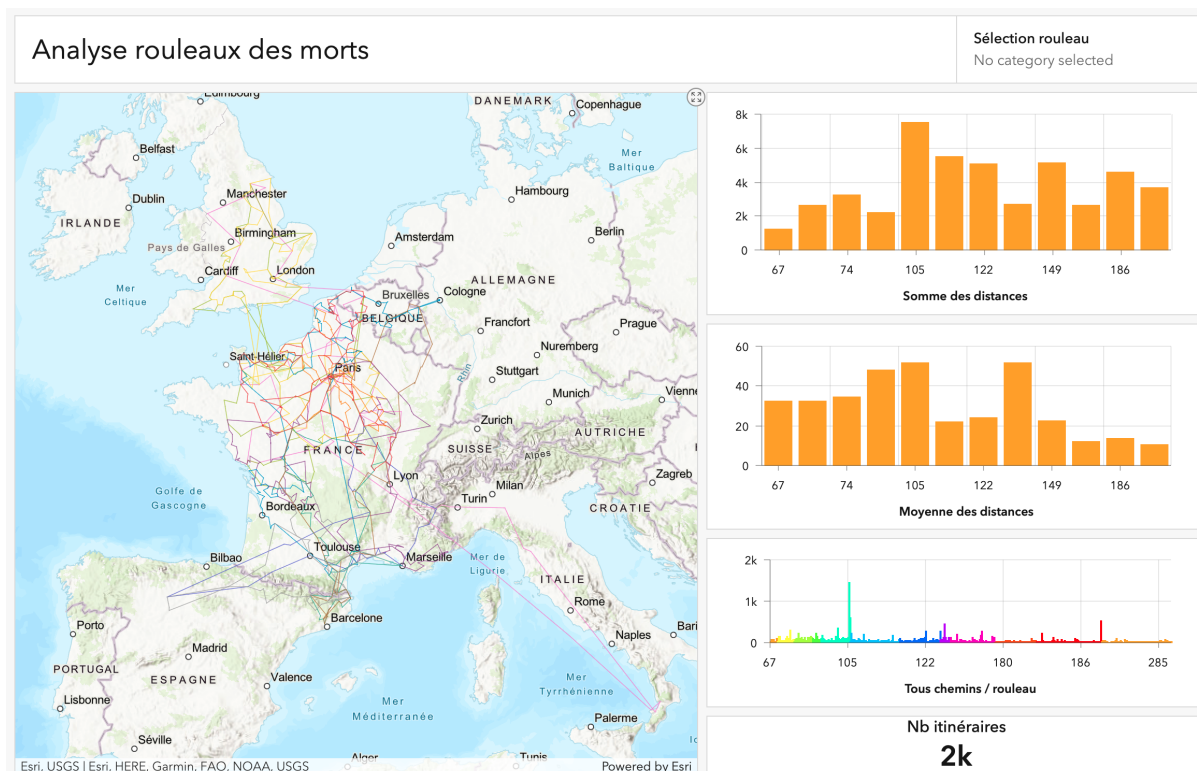 Analyse rouleaux des morts
Sélection rouleau
No category selected
Edimbourg
DANEMARK
Copenhague
Belfast
Mer
Baltique
Dublin
Manchester
Hambourg
IRLANDE
Birmingham
Pays de Galles
Amsterdam
Berlin
Cardiff
London
ALLEMAGNE
Mer
Celtique
Bruxelles
Cologne
BELGIQUE
Francfort
Prague
Nuremberg
Saint-Hélier
Paris
Rhin
Stuttgart
Munich
Vienne
Zurich
AUTRICHE
FRANCE
SUISSE
Alpes
Lyon
Zagreb
Milan
Turin
Golfe de
Gascogne
Bordeaux
CROATIE
Toulouse
Marseille
Bilbao
Mer de
Ligurie
ITALIE
Rome
Barcelone
Porto
Naples
Bari
Madrid
PORTUGAL
ESPAGNE
Valence
Mer
Tyrrhénienne
Lisbonne
Mer
Méditerranée
Palerme
Séville
Alger
Tunis
Esri, USGS | Esri, HERE, Garmin, FAO, NOAA, USGS
Powered by Esri
8k
6k
4k
2k
0
67 74 105 122 149 186
Somme des distances
60
40
20
0
67 74 105 122 149 186
Moyenne des distances
2k
1k
0
67 105 122 180 186 285
Tous chemins / rouleau
Nb itinéraires
2k